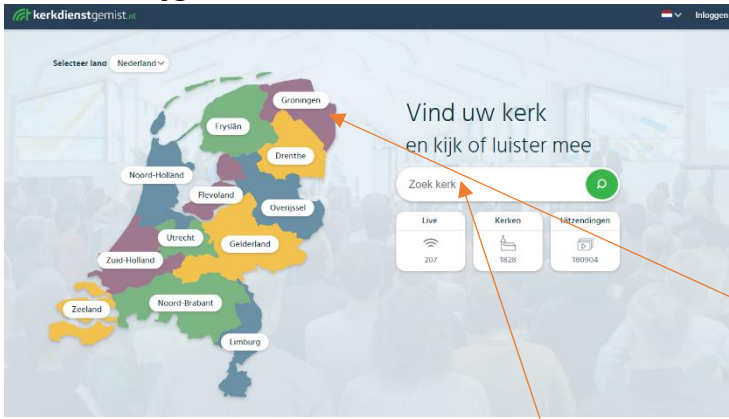 kerkdienstgemist.nl
Inloggen
Selecteer land Nederland
Groningen
Fryslân
Drenthe
Noord-Holland
Flevoland
Overijssel
Utrecht
Gelderland
Zuid-Holland
Noord-Brabant
Zeeland
Limburg
Vind uw kerk
en kijk of luister mee
Zoek kerk
Live Kerken Uitzendingen
207 1828 180904